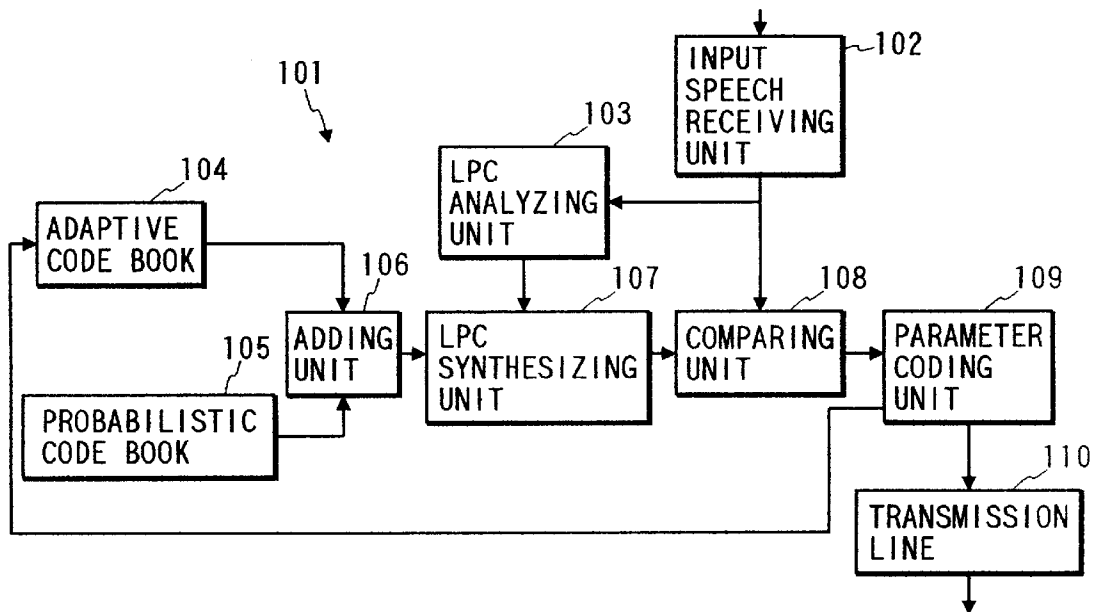 102
INPUT
SPEECH
RECEIVING
UNIT
101
103
LPC
ANALYZING
UNIT
104
ADAPTIVE
CODE BOOK
106
ADDING
UNIT
107
LPC
SYNTHESIZING
UNIT
108
COMPARING
UNIT
109
PARAMETER
CODING
UNIT
105
PROBABILISTIC
CODE BOOK
110
TRANSMISSION
LINE